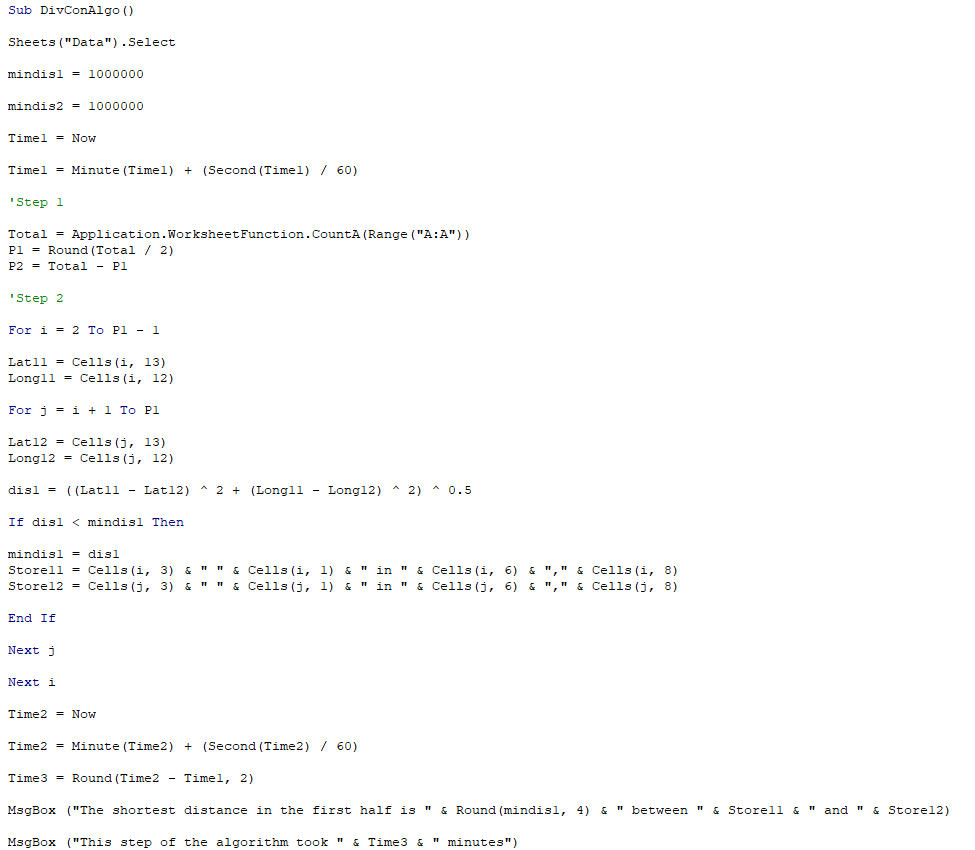 Sub DivConAlgo()
Sheets("Data").Select
mindis1 = 1000000
mindis2 = 1000000
Time1 = Now
Time1 = Minute(Time1) + (Second(Time1) / 60)
'Step 1
Total = Application.WorksheetFunction.CountA(Range("A:A"))
P1 = Round(Total / 2)
P2 = Total - P1
'Step 2
For i = 2 To P1 - 1
Lat11 = Cells(i, 13)
Long11 = Cells(i, 12)
For j = i + 1 To P1
Lat12 = Cells(j, 13)
Long12 = Cells(j, 12)
dis1 = ((Lat11 - Lat12) ^ 2 + (Long11 - Long12) ^ 2) ^ 0.5
If dis1 < mindis1 Then
mindis1 = dis1
Store11 = Cells(i, 3) & " " & Cells(i, 1) & " in " & Cells(i, 6) & "," & Cells(i, 8)
Store12 = Cells(j, 3) & " " & Cells(j, 1) & " in " & Cells(j, 6) & "," & Cells(j, 8)
End If
Next j
Next i
Time2 = Now
Time2 = Minute(Time2) + (Second(Time2) / 60)
Time3 = Round(Time2 - Time1, 2)
MsgBox ("The shortest distance in the first half is " & Round(mindis1, 4) & " between " & Store11 & " and " & Store12)
MsgBox ("This step of the algorithm took " & Time3 & " minutes")